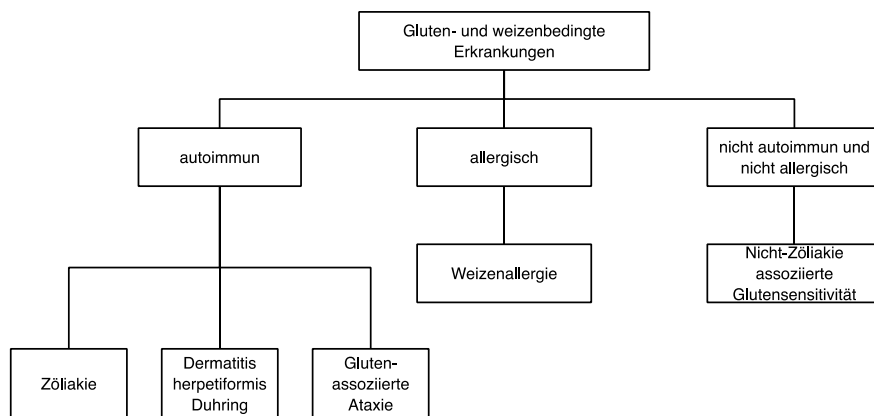 Gluten- und weizenbedingte
Erkrankungen
autoimmun
allergisch
nicht autoimmun und
nicht allergisch
Weizenallergie
Nicht-Zöliakie
assoziierte
Glutensensitivität
Zöliakie
Dermatitis
herpetiformis
Duhring
Gluten-
assoziierte
Ataxie